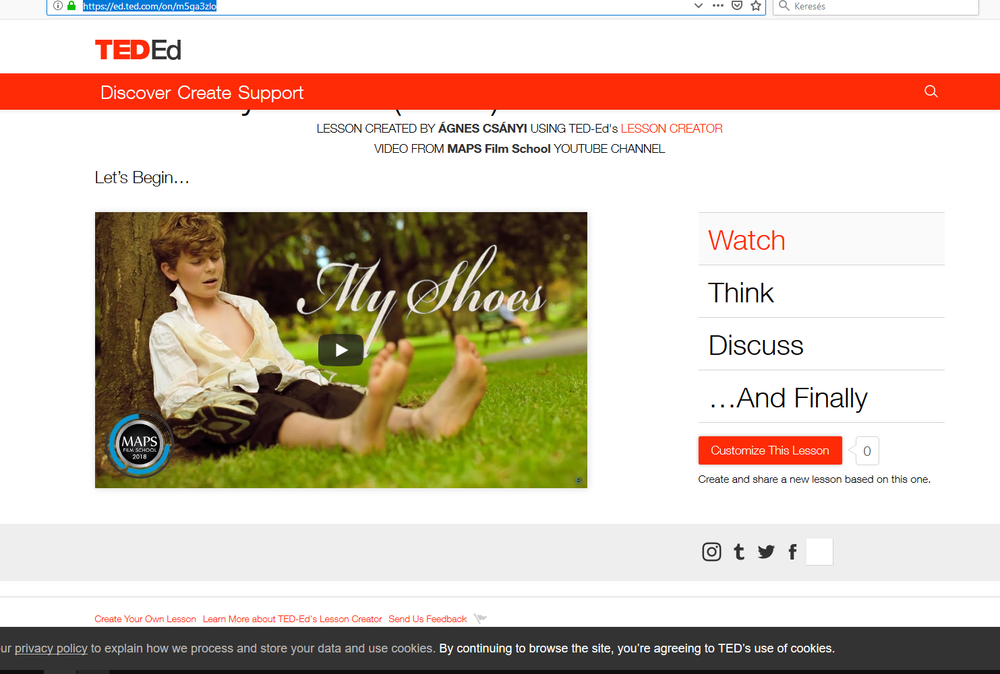 https://ed.ted.com/on/m5ga3zlo
Keresés
TEDEd
Discover Create Support
LESSON CREATED BY ÁGNES CSÁNYI USING TED-Ed's LESSON CREATOR
VIDEO FROM MAPS Film School YOUTUBE CHANNEL
Let's Begin…
My Shoes
MAPS
FILM SCHOOL
2018
Watch
Think
Discuss
…And Finally
Customize This Lesson
0
Create and share a new lesson based on this one.
Create Your Own Lesson Learn More about TED-Ed's Lesson Creator Send Us Feedback
privacy policy to explain how we process and store your data and use cookies. By continuing to browse the site, you're agreeing to TED's use of cookies.